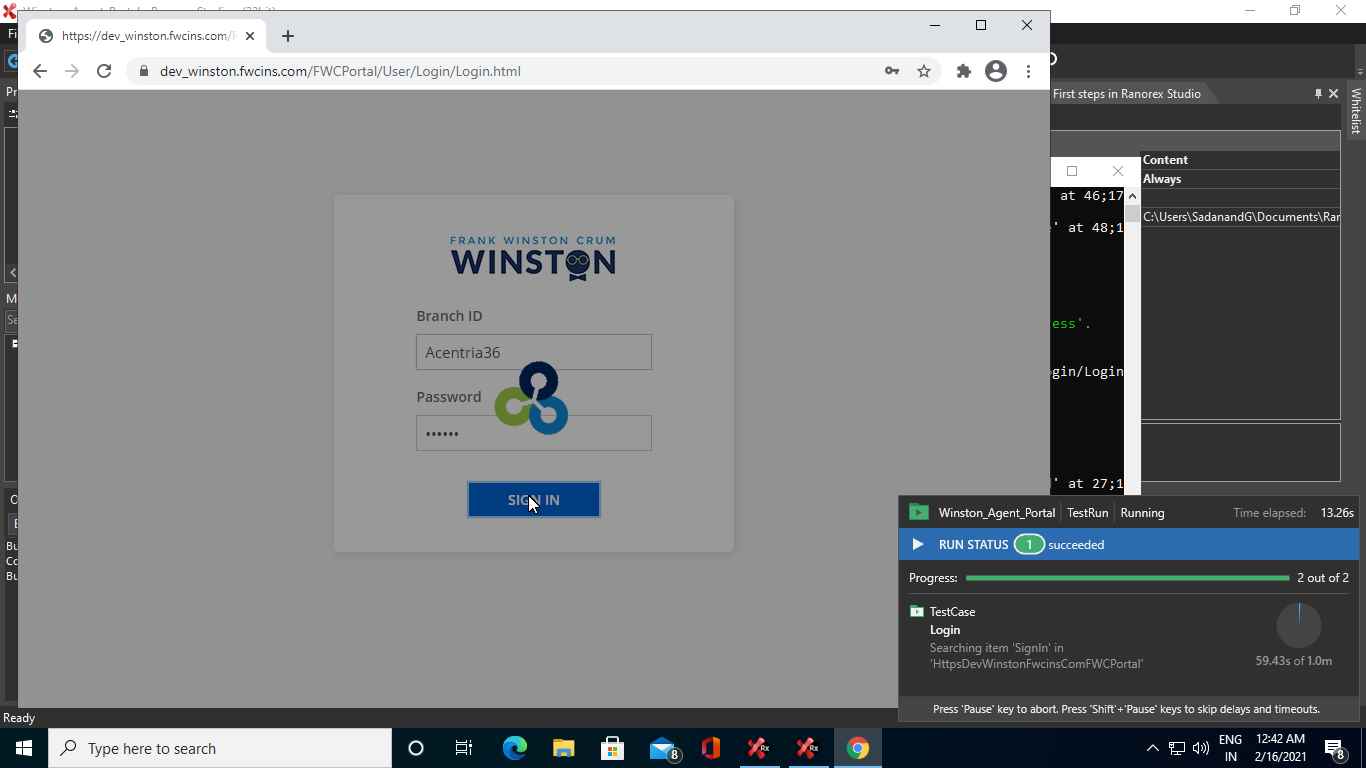 https://dev_winston.fwcins.com/
dev_winston.fwcins.com/FWCPortal/User/Login/Login.html
First steps in Ranorex Studio
Whitelist
Content
Always
C:\Users\SadanandG\Documents\Rar
at 46;17
' at 48;1
ess'.
gin/Login
' at 27;1
FRANK WINSTON CRUM
WINSTON
Branch ID
Acentria36
Password
••••••
SIGN IN
Winston_Agent_Portal TestRun Running Time elapsed: 13.26s
RUN STATUS 1 succeeded
Progress: 2 out of 2
TestCase
Login
Searching item 'SignIn' in
'HttpsDevWinstonFwcinsComFWCPortal'
59.43s of 1.0m
Press 'Pause' key to abort. Press 'Shift'+'Pause' keys to skip delays and timeouts.
Ready
Type here to search
8
Rx
Rx
ENG
IN
12:42 AM
2/16/2021
8